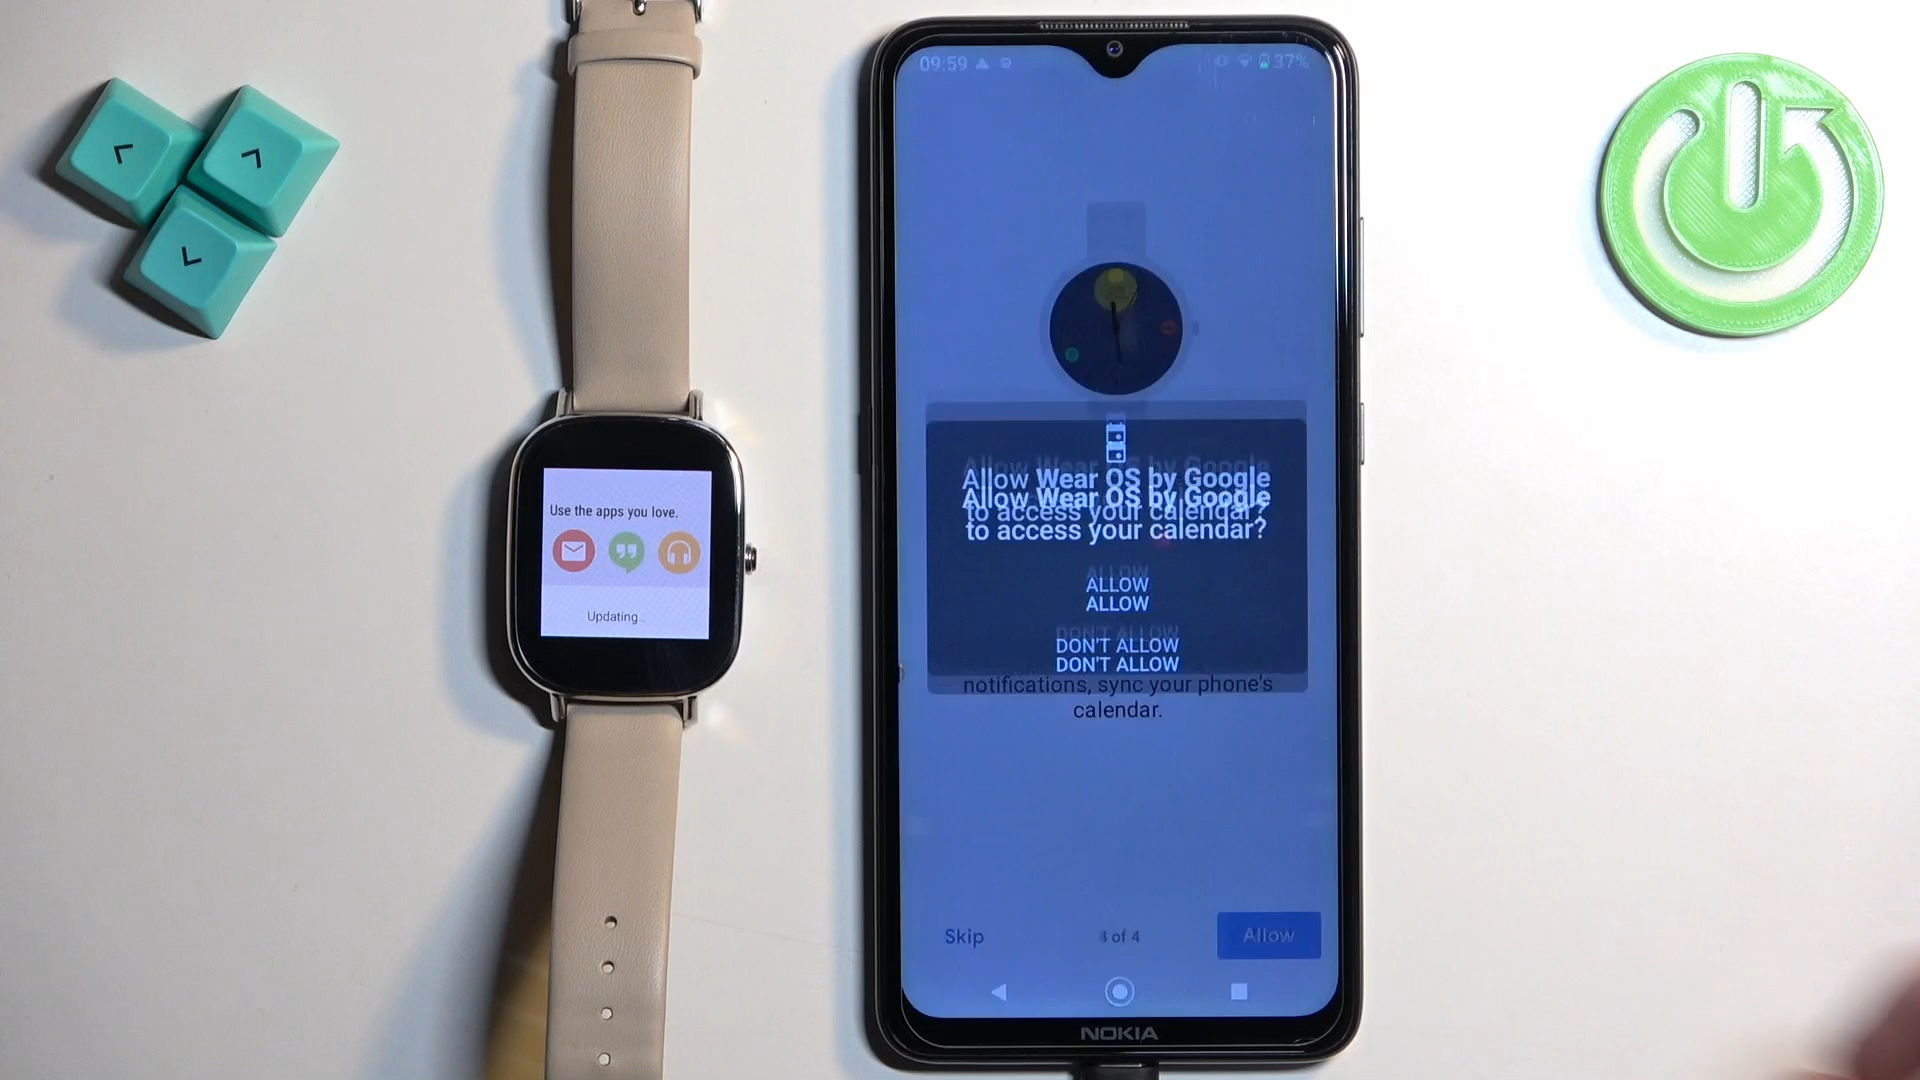 <
^
<
Use the apps you love.
Updating...
09:59
37%
Allow Wear OS by Google
Allow Wear OS by Google
to access your calendar?
to access your calendar?
ALLOW
ALLOW
DON'T ALLOW
DON'T ALLOW
notifications, sync your phone's
calendar.
Skip
of 4
Allow
NOKIA